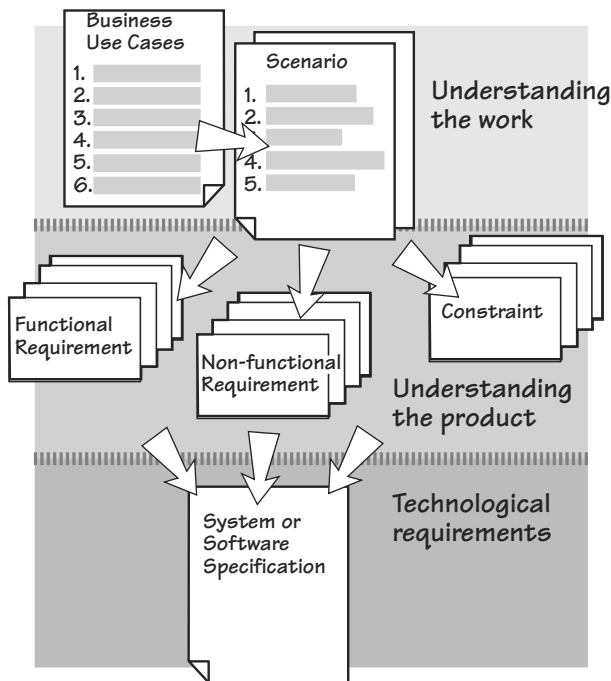 Business
Use Cases
1.
2.
3.
4.
5.
6.
Scenario
1.
2.
4.
5.
Understanding
the work
Functional
Requirement
Non-functional
Requirement
Constraint
Understanding
the product
System or
Software
Specification
Technological
requirements